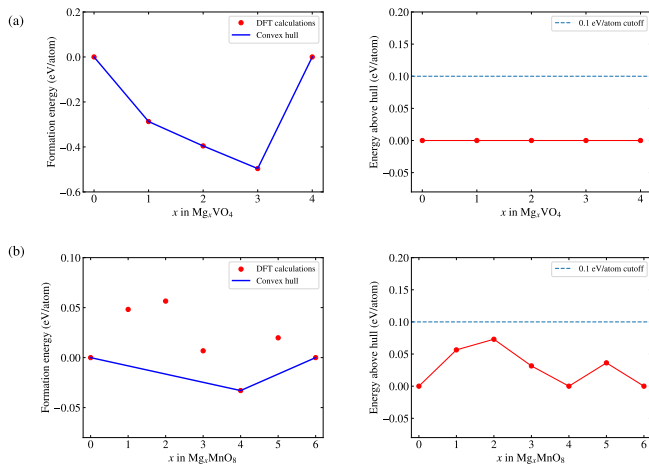 (a)
0.2
0.0
−0.2
−0.4
−0.6
Formation energy (eV/atom)
DFT calculations
Convex hull
0 1 2 3 4
x in MgₓVO₄
0.20
0.15
0.10
0.05
0.00
−0.05
Energy above hull (eV/atom)
0.1 eV/atom cutoff
0 1 2 3 4
x in MgₓVO₄
(b)
0.10
0.05
0.00
−0.05
Formation energy (eV/atom)
DFT calculations
Convex hull
0 1 2 3 4 5 6
x in MgₓMnO₈
0.20
0.15
0.10
0.05
0.00
−0.05
Energy above hull (eV/atom)
0.1 eV/atom cutoff
0 1 2 3 4 5 6
x in MgₓMnO₈